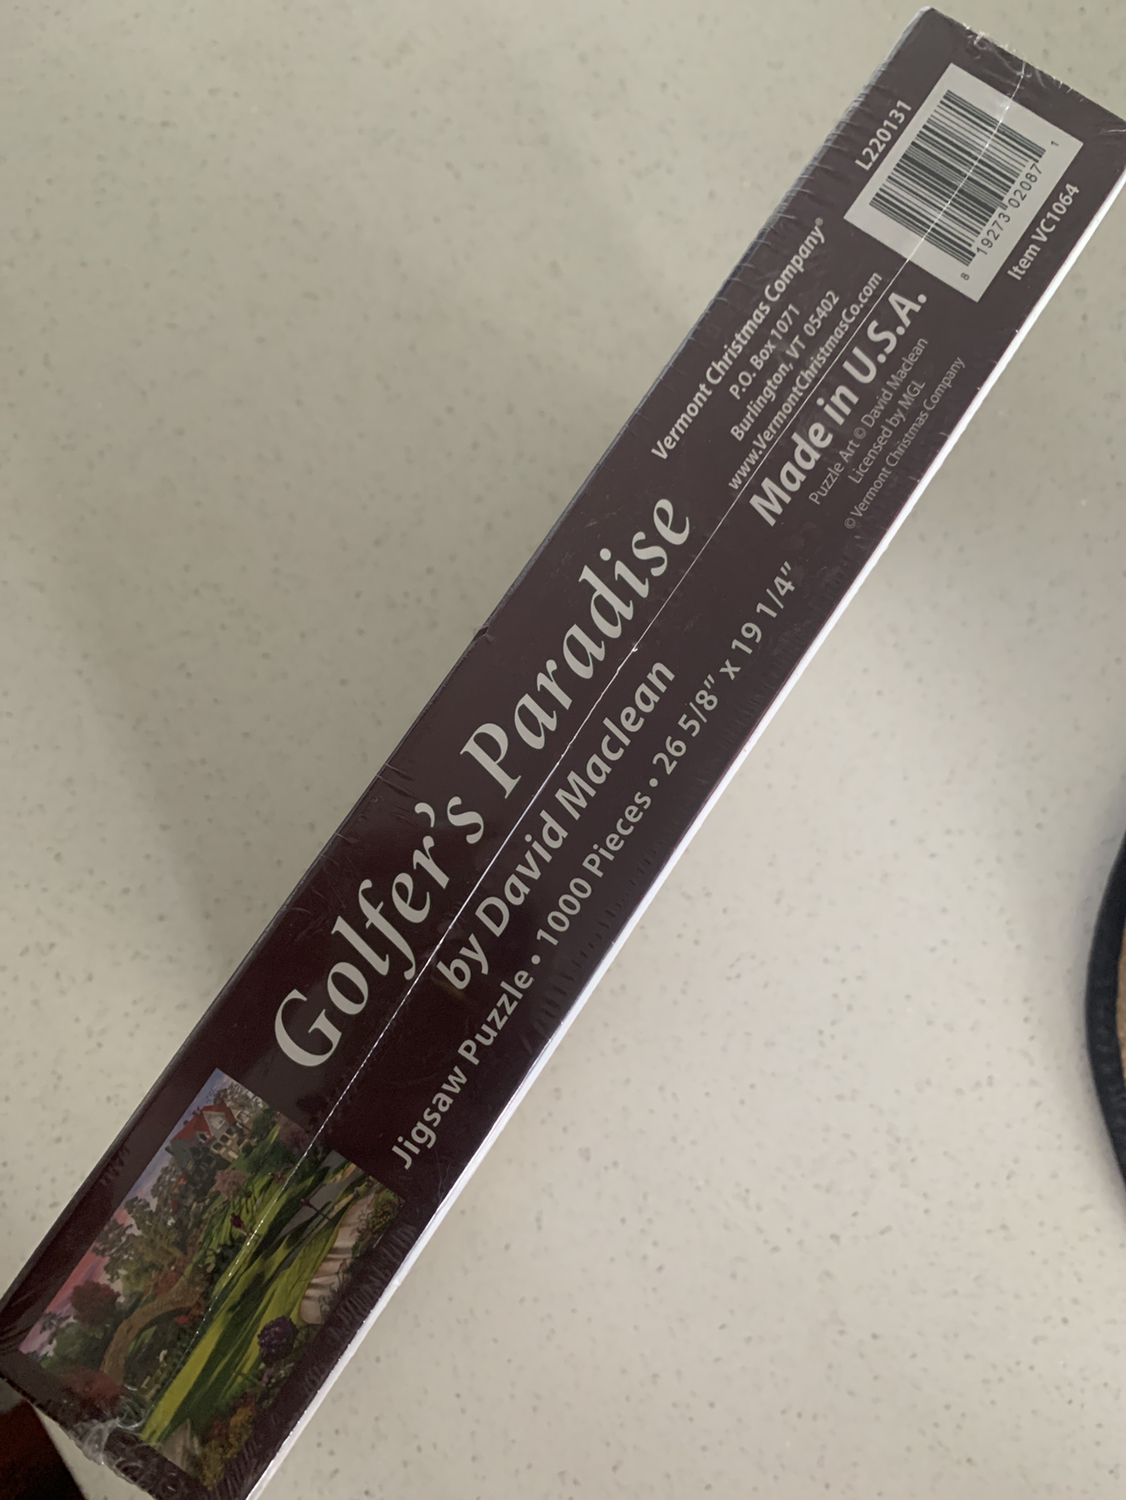 Golfer's Paradise
by David Maclean
Jigsaw Puzzle • 1000 Pieces • 26 5/8" x 19 1/4"
Vermont Christmas Company®
P.O. Box 1071
Burlington, VT 05402
www.VermontChristmasCo.com
Made in U.S.A.
Puzzle Art © David Maclean
Licensed by MGL
© Vermont Christmas Company
L220131
8 19273 02087 1
Item VC1064